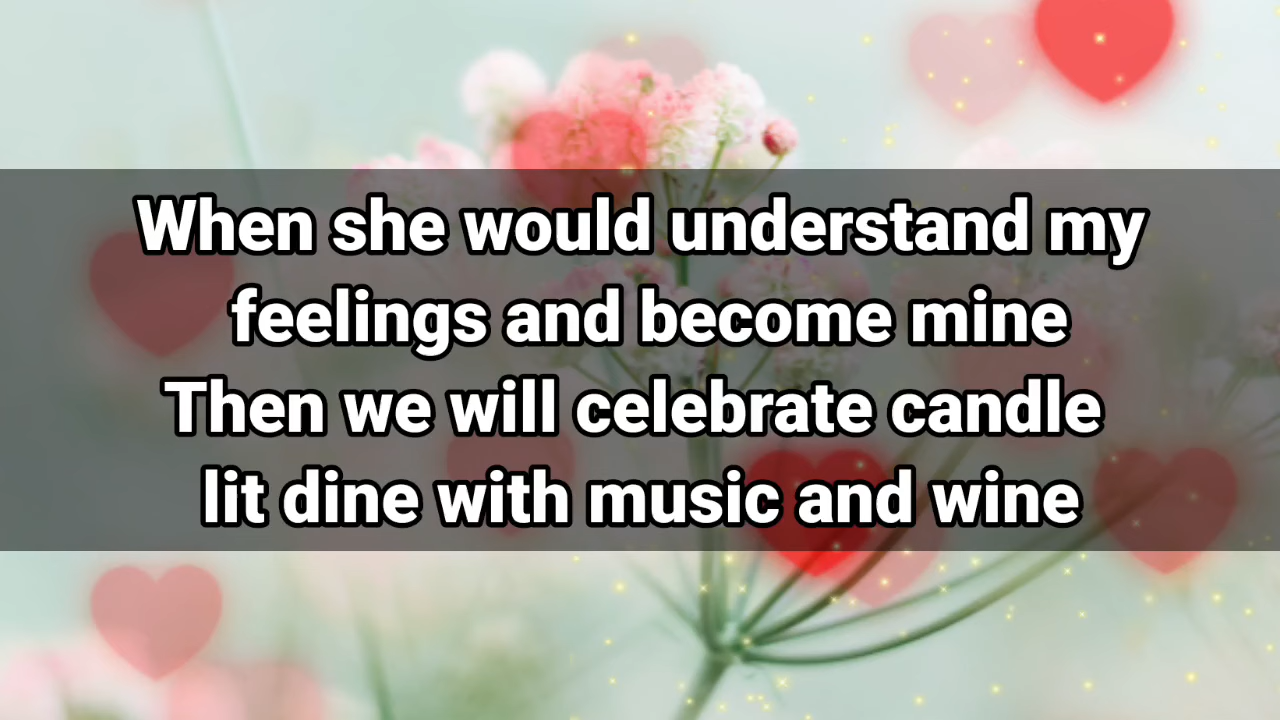 When she would understand my
feelings and become mine
Then we will celebrate candle
lit dine with music and wine